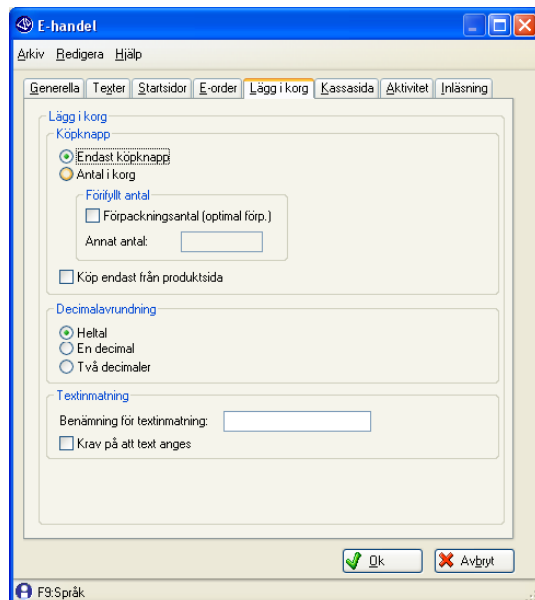 E-handel
Arkiv Redigera Hjälp
Generella Texter Startsidor E-order Lägg i korg Kassasida Aktivitet Inläsning
Lägg i korg
Köpknapp
Endast köpknapp
Antal i korg
Förifyllt antal
Förpackningsantal (optimal förp.)
Annat antal:
Köp endast från produktsida
Decimalavrundning
Heltal
En decimal
Två decimaler
Textinmatning
Benämning för textinmatning:
Krav på att text anges
Ok Avbryt
F9:Språk